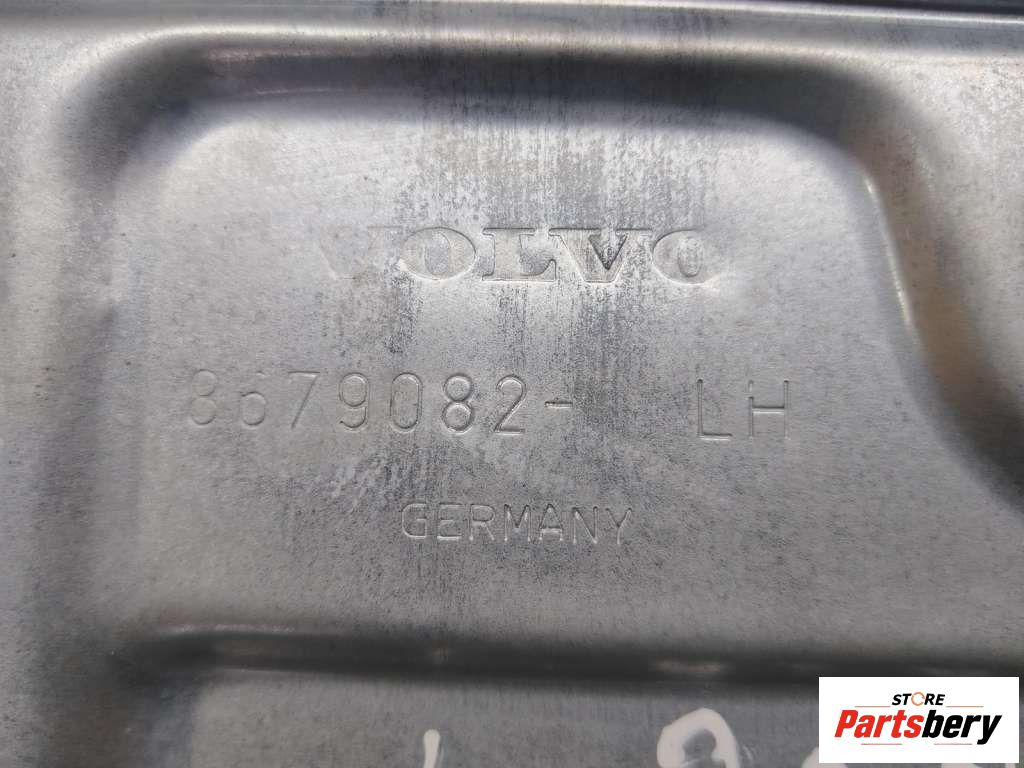 VOLVO
8679082- LH
GERMANY
STORE
Partsbery